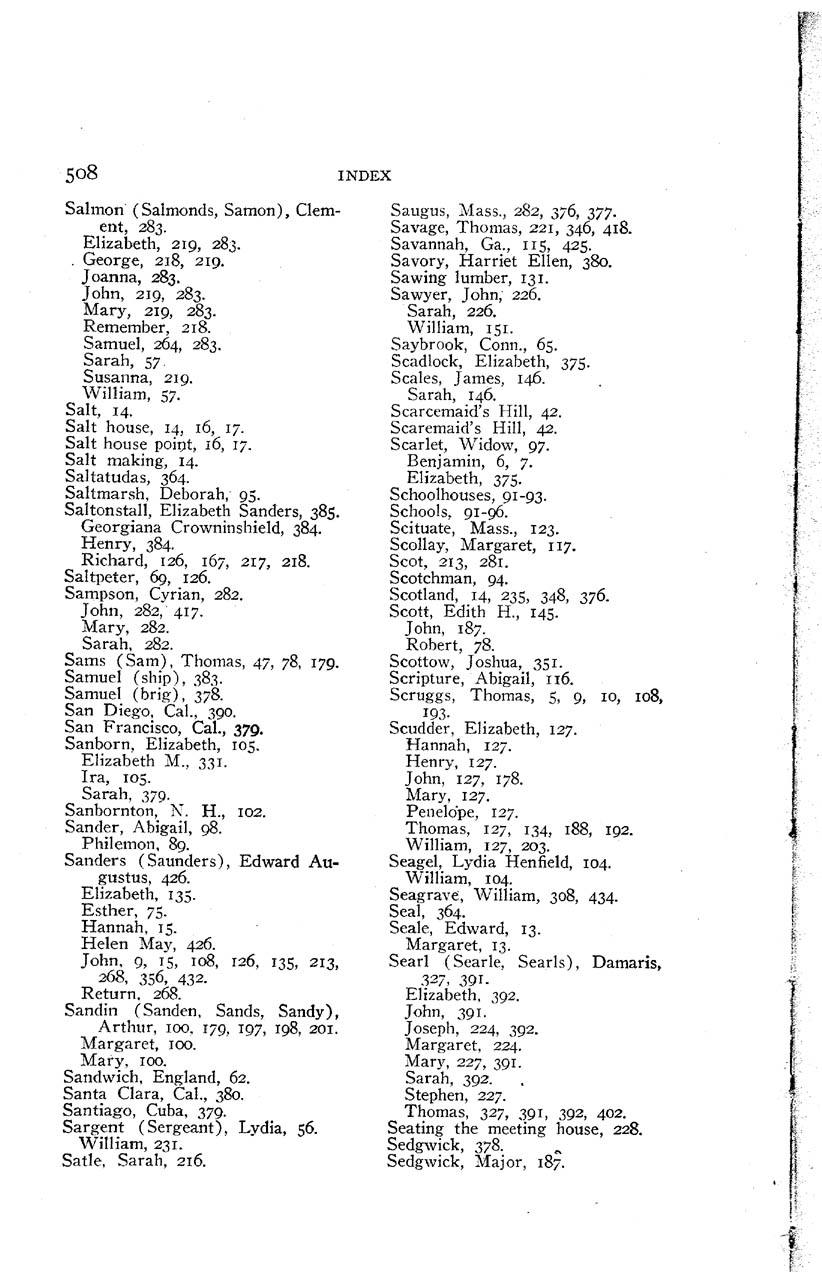 508
INDEX
Salmon (Salmonds, Samon), Clem-
ent, 283.
Elizabeth, 219, 283.
George, 218, 219.
Joanna, 283.
John, 219, 283.
Mary, 219, 283.
Remember, 218.
Samuel, 264, 283.
Sarah, 57.
Susanna, 219.
William, 57.
Salt, 14.
Salt house, 14, 16, 17.
Salt house point, 16, 17.
Salt making, 14.
Saltatudas, 364.
Saltmarsh, Deborah, 95.
Saltonstall, Elizabeth Sanders, 385.
Georgiana Crowninshield, 384.
Henry, 384.
Richard, 126, 167, 217, 218.
Saltpeter, 69, 126.
Sampson, Cyrian, 282.
John, 282, 417.
Mary, 282.
Sarah, 282.
Sams (Sam), Thomas, 47, 78, 179.
Samuel (ship), 383.
Samuel (brig), 378.
San Diego, Cal., 390.
San Francisco, Cal., 379.
Sanborn, Elizabeth, 105.
Elizabeth M., 331.
Ira, 105.
Sarah, 379.
Sanbornton, N. H., 102.
Sander, Abigail, 98.
Philemon, 89.
Sanders (Saunders), Edward Au-
gustus, 426.
Elizabeth, 135.
Esther, 75.
Hannah, 15.
Helen May, 426.
John, 9, 15, 108, 126, 135, 213,
268, 356, 432.
Return, 268.
Sandin (Sanden, Sands, Sandy),
Arthur, 100, 179, 197, 198, 201.
Margaret, 100.
Mary, 100.
Sandwich, England, 62.
Santa Clara, Cal., 380.
Santiago, Cuba, 379.
Sargent (Sergeant), Lydia, 56.
William, 231.
Satle, Sarah, 216.
Saugus, Mass., 282, 376, 377.
Savage, Thomas, 221, 346, 418.
Savannah, Ga., 115, 425.
Savory, Harriet Ellen, 380.
Sawing lumber, 131.
Sawyer, John, 226.
Sarah, 226.
William, 151.
Saybrook, Conn., 65.
Scadlock, Elizabeth, 375.
Scales, James, 146.
Sarah, 146.
Scarcemaid's Hill, 42.
Scaremaid's Hill, 42.
Scarlet, Widow, 97.
Benjamin, 6, 7.
Elizabeth, 375.
Schoolhouses, 91-93.
Schools, 91-96.
Scituate, Mass., 123.
Scollay, Margaret, 117.
Scot, 213, 281.
Scotchman, 94.
Scotland, 14, 235, 348, 376.
Scott, Edith H., 145.
John, 187.
Robert, 78.
Scottow, Joshua, 351.
Scripture, Abigail, 116.
Scruggs, Thomas, 5, 9, 10, 108,
193.
Scudder, Elizabeth, 127.
Hannah, 127.
Henry, 127.
John, 127, 178.
Mary, 127.
Penelope, 127.
Thomas, 127, 134, 188, 192.
William, 127, 203.
Seagel, Lydia Henfield, 104.
William, 104.
Seagrave, William, 308, 434.
Seal, 364.
Seale, Edward, 13.
Margaret, 13.
Searl (Searle, Searls), Damaris,
327, 391.
Elizabeth, 392.
John, 391.
Joseph, 224, 392.
Margaret, 224.
Mary, 227, 391.
Sarah, 392.
Stephen, 227.
Thomas, 327, 391, 392, 402.
Seating the meeting house, 228.
Sedgwick, 378.
Sedgwick, Major, 187.